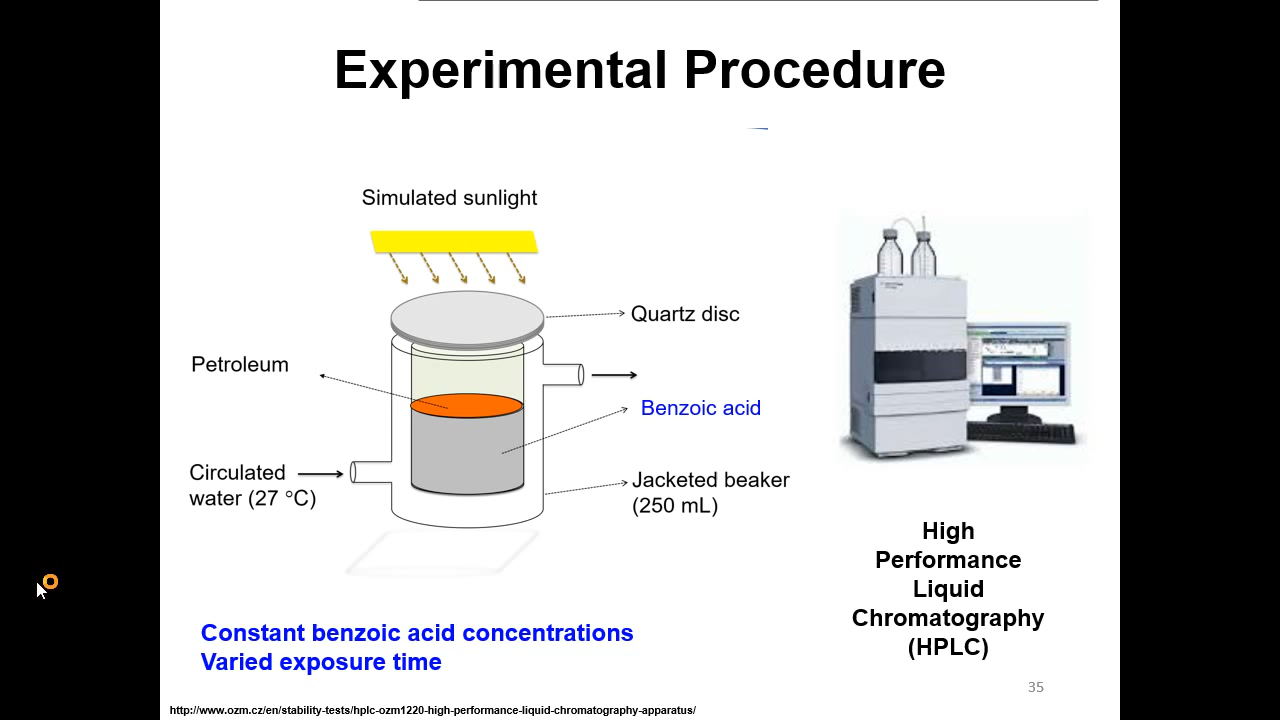 Experimental Procedure
Simulated sunlight
Quartz disc
Petroleum
Benzoic acid
Circulated
water (27 °C)
Jacketed beaker
(250 mL)
High
Performance
Liquid
Chromatography
(HPLC)
Constant benzoic acid concentrations
Varied exposure time
35
http://www.ozm.cz/en/stability-tests/hplc-ozm1220-high-performance-liquid-chromatography-apparatus/